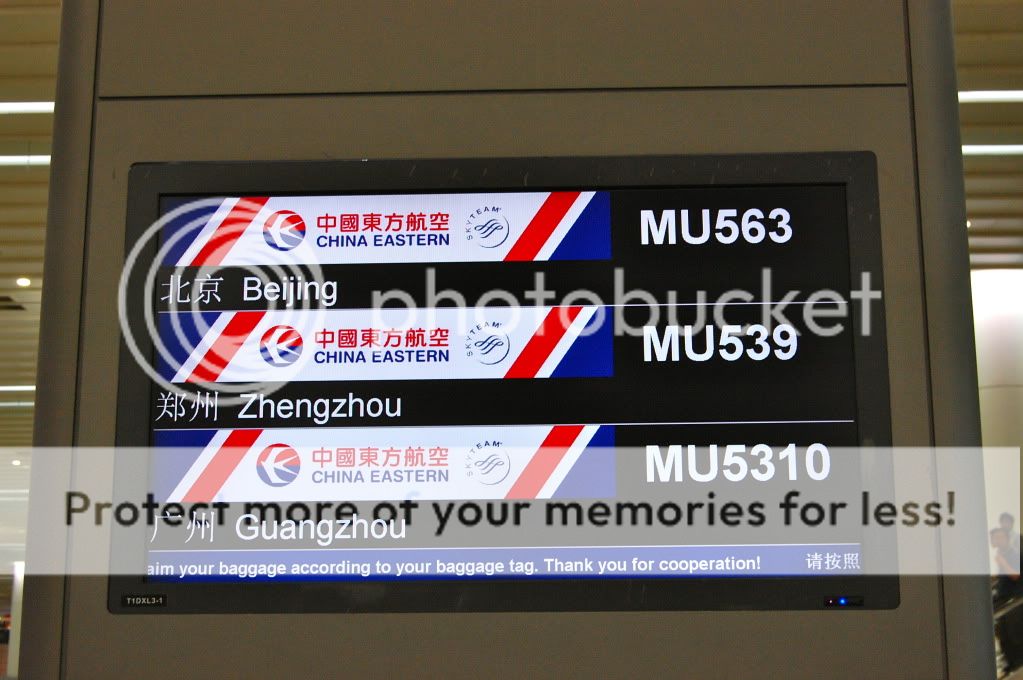 中國東方航空
CHINA EASTERN
SKYTEAM
MU563
北京 Beijing
photobucket
中國東方航空
CHINA EASTERN
SKYTEAM
MU539
郑州 Zhengzhou
中國東方航空
CHINA EASTERN
SKYTEAM
MU5310
Protect more of your memories for less!
广州 Guangzhou
aim your baggage according to your baggage tag. Thank you for cooperation! 请按照
T1DXL3-1